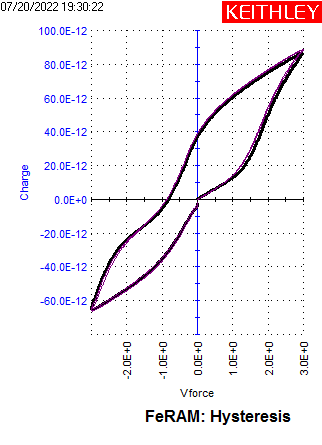 07/20/2022 19:30:22
KEITHLEY
100.0E-12
80.0E-12
60.0E-12
40.0E-12
20.0E-12
0.0E+0
-20.0E-12
-40.0E-12
-60.0E-12
Charge
-2.0E+0
-1.0E+0
0.0E+0
1.0E+0
2.0E+0
3.0E+0
Vforce
FeRAM: Hysteresis